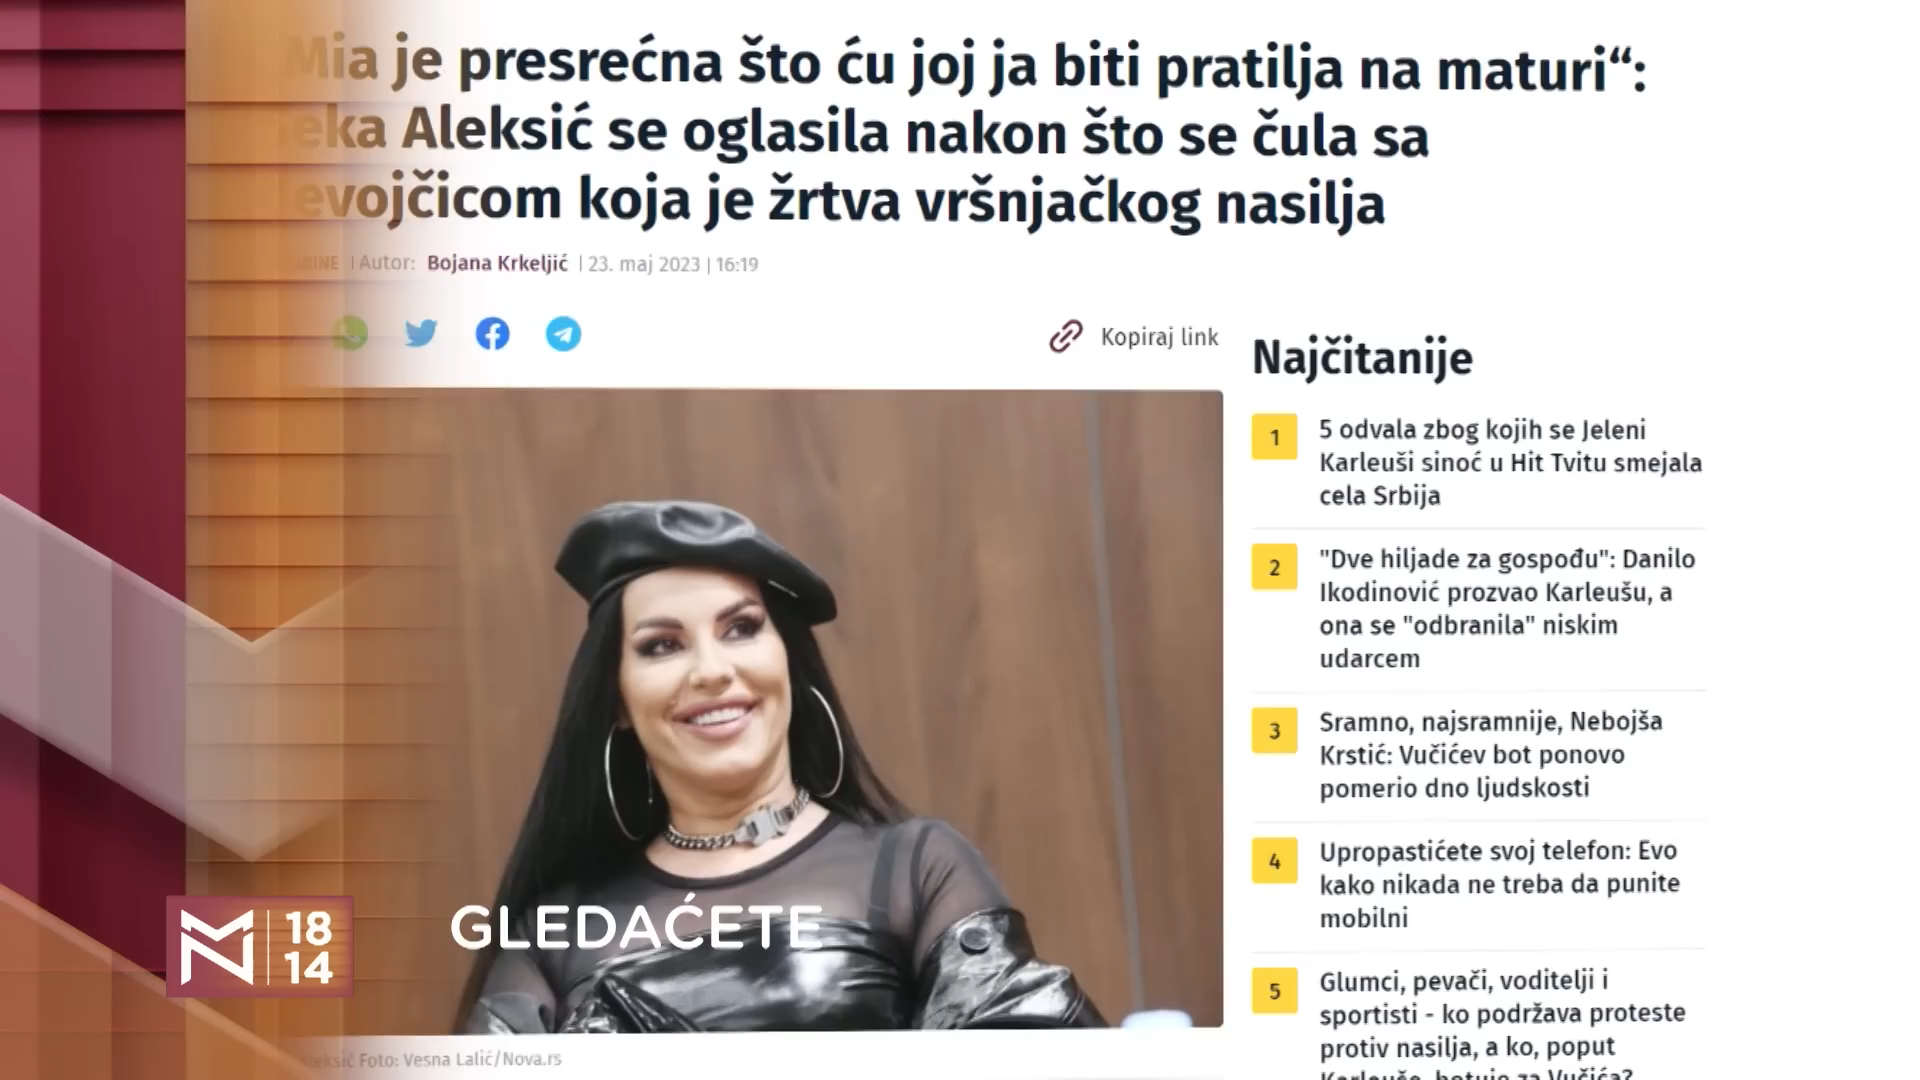 Mia je presrećna što ću joj ja biti pratilja na maturi“:
Aleksić se oglasila nakon što se čula sa
koja je žrtva vršnjačkog nasilja
| Autor: Bojana Krkeljić | 23. maj 2023 | 16:19
Kopiraj link
Najčitanije
1 5 odvala zbog kojih se Jeleni
Karleuši sinoć u Hit Tvitu smejala
cela Srbija
2 "Dve hiljade za gospođu": Danilo
Ikodinović prozvao Karleušu, a
ona se "odbranila" niskim
udarcem
3 Sramno, najsramnije, Nebojša
Krstić: Vučićev bot ponovo
pomerio dno ljudskosti
4 Upropastićete svoj telefon: Evo
kako nikada ne treba da punite
mobilni
5 Glumci, pevači, voditelji i
sportisti - ko podržava proteste
protiv nasilja, a ko, poput
Karleuše, botuje za Vučića?
GLEDAĆETE
18
14
Foto: Vesna Lalić/Nova.rs